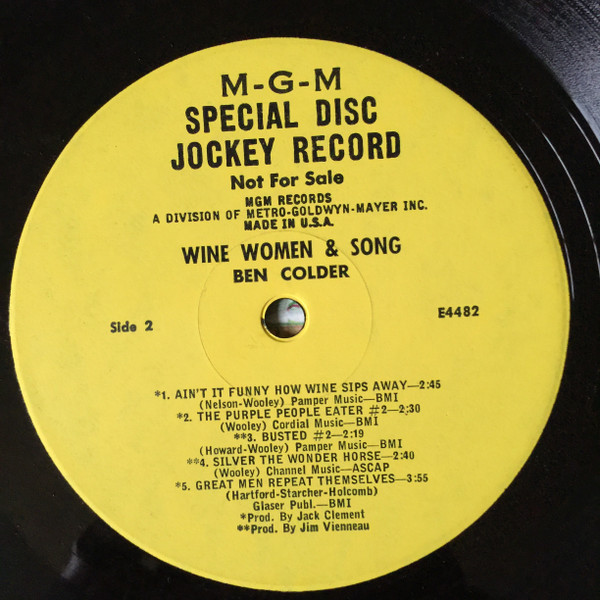 M-G-M
SPECIAL DISC
JOCKEY RECORD
Not For Sale
MGM RECORDS
A DIVISION OF METRO-GOLDWYN-MAYER INC.
MADE IN U.S.A.
WINE WOMEN & SONG
BEN COLDER
Side 2
E4482
*1. AIN'T IT FUNNY HOW WINE SIPS AWAY—2:45
(Nelson-Wooley) Pamper Music—BMI
*2. THE PURPLE PEOPLE EATER #2—2:30
(Wooley) Cordial Music—BMI
**3. BUSTED #2—2:19
(Howard-Wooley) Pamper Music—BMI
**4. SILVER THE WONDER HORSE—2:40
(Wooley) Channel Music—ASCAP
*5. GREAT MEN REPEAT THEMSELVES—3:55
(Hartford-Starcher-Holcomb)
Glaser Publ.—BMI
*Prod. By Jack Clement
**Prod. By Jim Vienneau